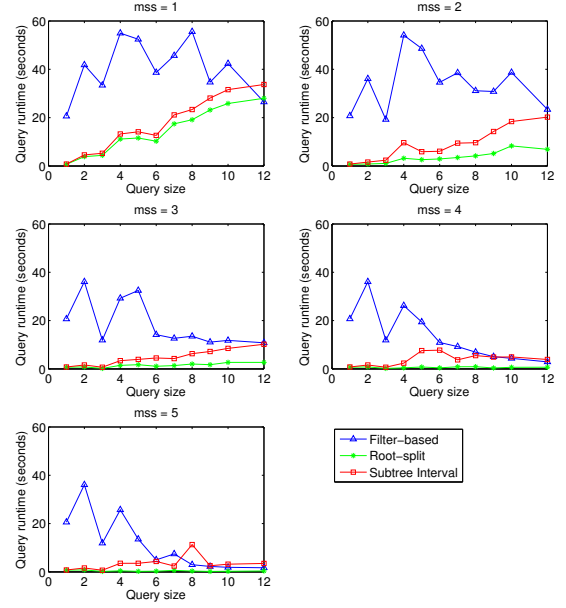 mss = 1
Query runtime (seconds)
60
40
20
0
0 2 4 6 8 10 12
Query size
mss = 2
Query runtime (seconds)
60
40
20
0
0 2 4 6 8 10 12
Query size
mss = 3
Query runtime (seconds)
60
40
20
0
0 2 4 6 8 10 12
Query size
mss = 4
Query runtime (seconds)
60
40
20
0
0 2 4 6 8 10 12
Query size
mss = 5
Query runtime (seconds)
60
40
20
0
0 2 4 6 8 10 12
Query size
Filter-based
Root-split
Subtree Interval